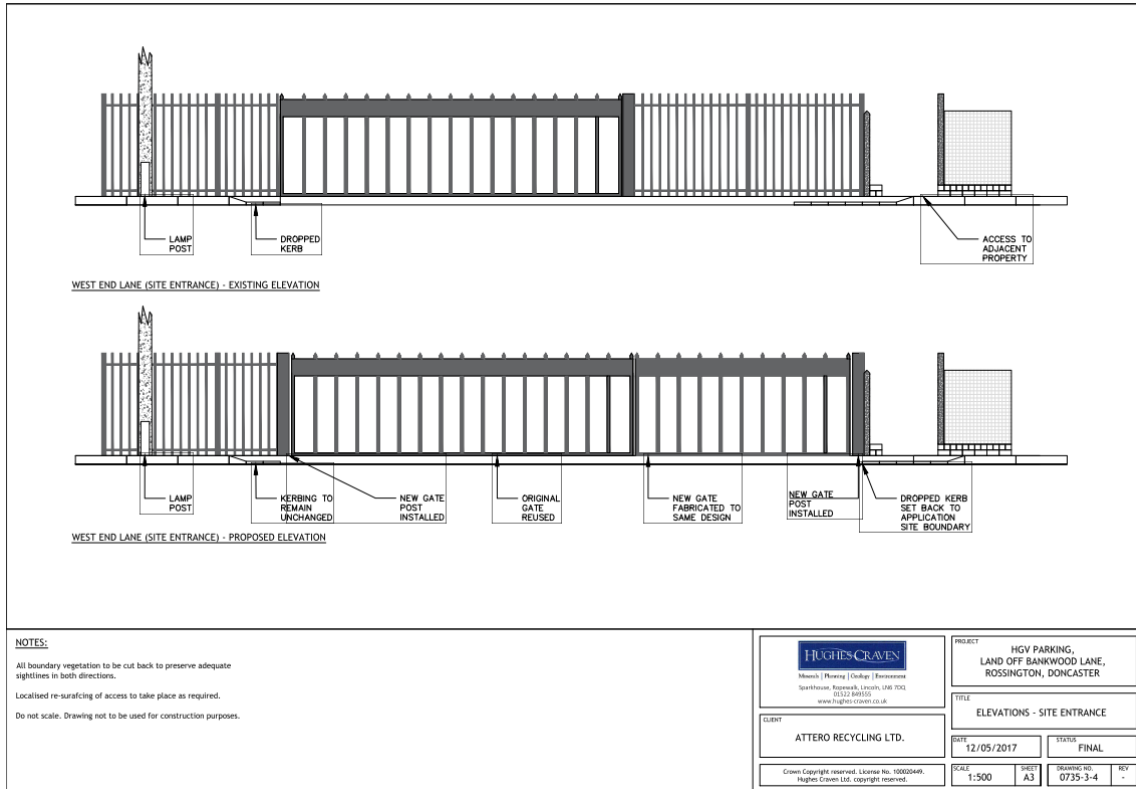 LAMP
POST
DROPPED
KERB
ACCESS TO
ADJACENT
PROPERTY
WEST END LANE (SITE ENTRANCE) - EXISTING ELEVATION
LAMP
POST
KERBING TO
REMAIN
UNCHANGED
NEW GATE
POST
INSTALLED
ORIGINAL
GATE
REUSED
NEW GATE
FABRICATED TO
SAME DESIGN
NEW GATE
POST
INSTALLED
DROPPED KERB
SET BACK TO
APPLICATION
SITE BOUNDARY
WEST END LANE (SITE ENTRANCE) - PROPOSED ELEVATION
NOTES:
All boundary vegetation to be cut back to preserve adequate
sightlines in both directions.
Localised re-surafcing of access to take place as required.
Do not scale. Drawing not to be used for construction purposes.
HUGHES CRAVEN
Minerals | Planning | Geology | Environment
Sparkhouse, Ropewalk, Lincoln, LN6 7DQ.
01522 849555
www.hughes-craven.co.uk
CLIENT
ATTERO RECYCLING LTD.
Crown Copyright reserved. License No. 100020449.
Hughes Craven Ltd. copyright reserved.
PROJECT
HGV PARKING,
LAND OFF BANKWOOD LANE,
ROSSINGTON, DONCASTER
TITLE
ELEVATIONS - SITE ENTRANCE
DATE
12/05/2017
STATUS
FINAL
SCALE
1:500
SHEET
A3
DRAWING NO.
0735-3-4
REV
-